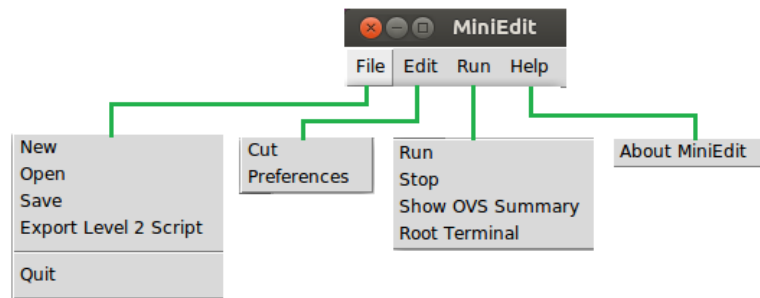 MiniEdit
File Edit Run Help
New
Open
Save
Export Level 2 Script
Quit
Cut
Preferences
Run
Stop
Show OVS Summary
Root Terminal
About MiniEdit